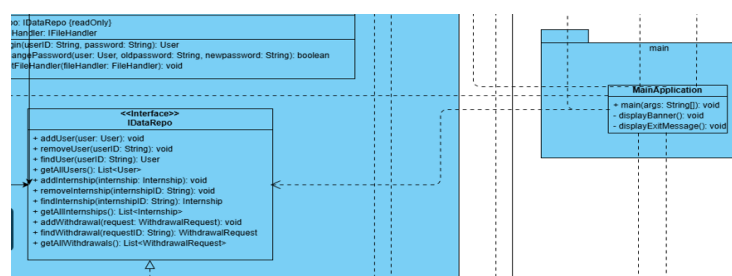 po: IDataRepo {readOnly}
Handler: IFileHandler
gin(userID: String, password: String): User
angePassword(user: User, oldpassword: String, newpassword: String): boolean
tFileHandler(fileHandler: FileHandler): void
<<Interface>>
IDataRepo
+ addUser(user: User): void
+ removeUser(userID: String): void
+ findUser(userID: String): User
+ getAllUsers(): List<User>
+ addInternship(internship: Internship): void
+ removeInternship(internshipID: String): void
+ findInternship(internshipID: String): Internship
+ getAllInternships(): List<Internship>
+ addWithdrawal(request: WithdrawalRequest): void
+ findWithdrawal(requestID: String): WithdrawalRequest
+ getAllWithdrawals(): List<WithdrawalRequest>
main
MainApplication
+ main(args: String[]): void
- displayBanner(): void
- displayExitMessage(): void